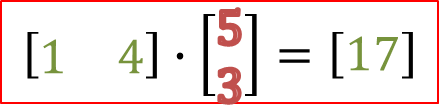 [1 4] · [5
3] = [17]